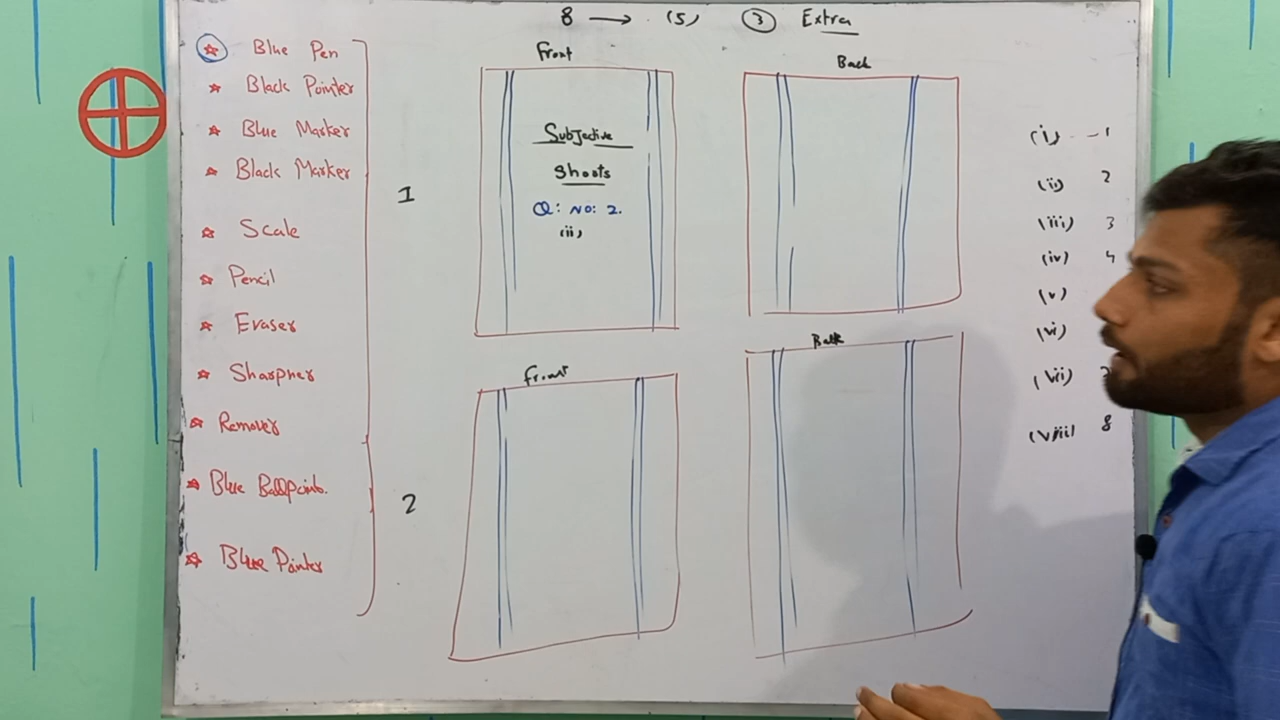 8 → (5) ③ Extra
☆ Blue Pen
☆ Black Pointer
☆ Blue Marker
☆ Black Marker
☆ Scale
☆ Pencil
☆ Eraser
☆ Sharpner
☆ Remover
☆ Blue Ballpoint.
☆ Blue Pointer
1
Front
Subjective
Shoots
Q: No: 2.
(ii)
Back
2
Front
Back
(i) - 1
(ii) 2
(iii) 3
(iv) 4
(v)
(vi)
(vii)
(viii) 8